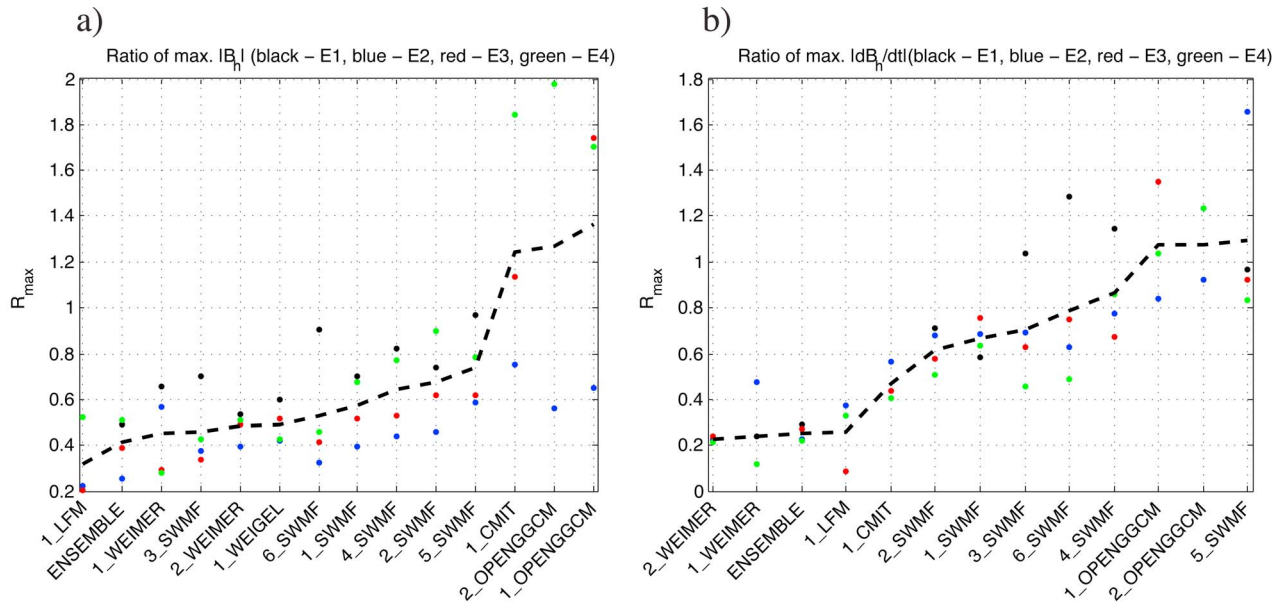 a)
Ratio of max. |B_h| (black − E1, blue − E2, red − E3, green − E4)
2
1.8
1.6
1.4
1.2
1
0.8
0.6
0.4
0.2
R_max
1_LFM
ENSEMBLE
1_WEIMER
3_SWMF
2_WEIMER
1_WEIGEL
6_SWMF
1_SWMF
4_SWMF
2_SWMF
5_SWMF
1_CMIT
2_OPENGGCM
1_OPENGGCM
b)
Ratio of max. |dB_h/dt|(black − E1, blue − E2, red − E3, green − E4)
1.8
1.6
1.4
1.2
1
0.8
0.6
0.4
0.2
0
R_max
2_WEIMER
1_WEIMER
ENSEMBLE
1_LFM
1_CMIT
2_SWMF
1_SWMF
3_SWMF
6_SWMF
4_SWMF
1_OPENGGCM
2_OPENGGCM
5_SWMF